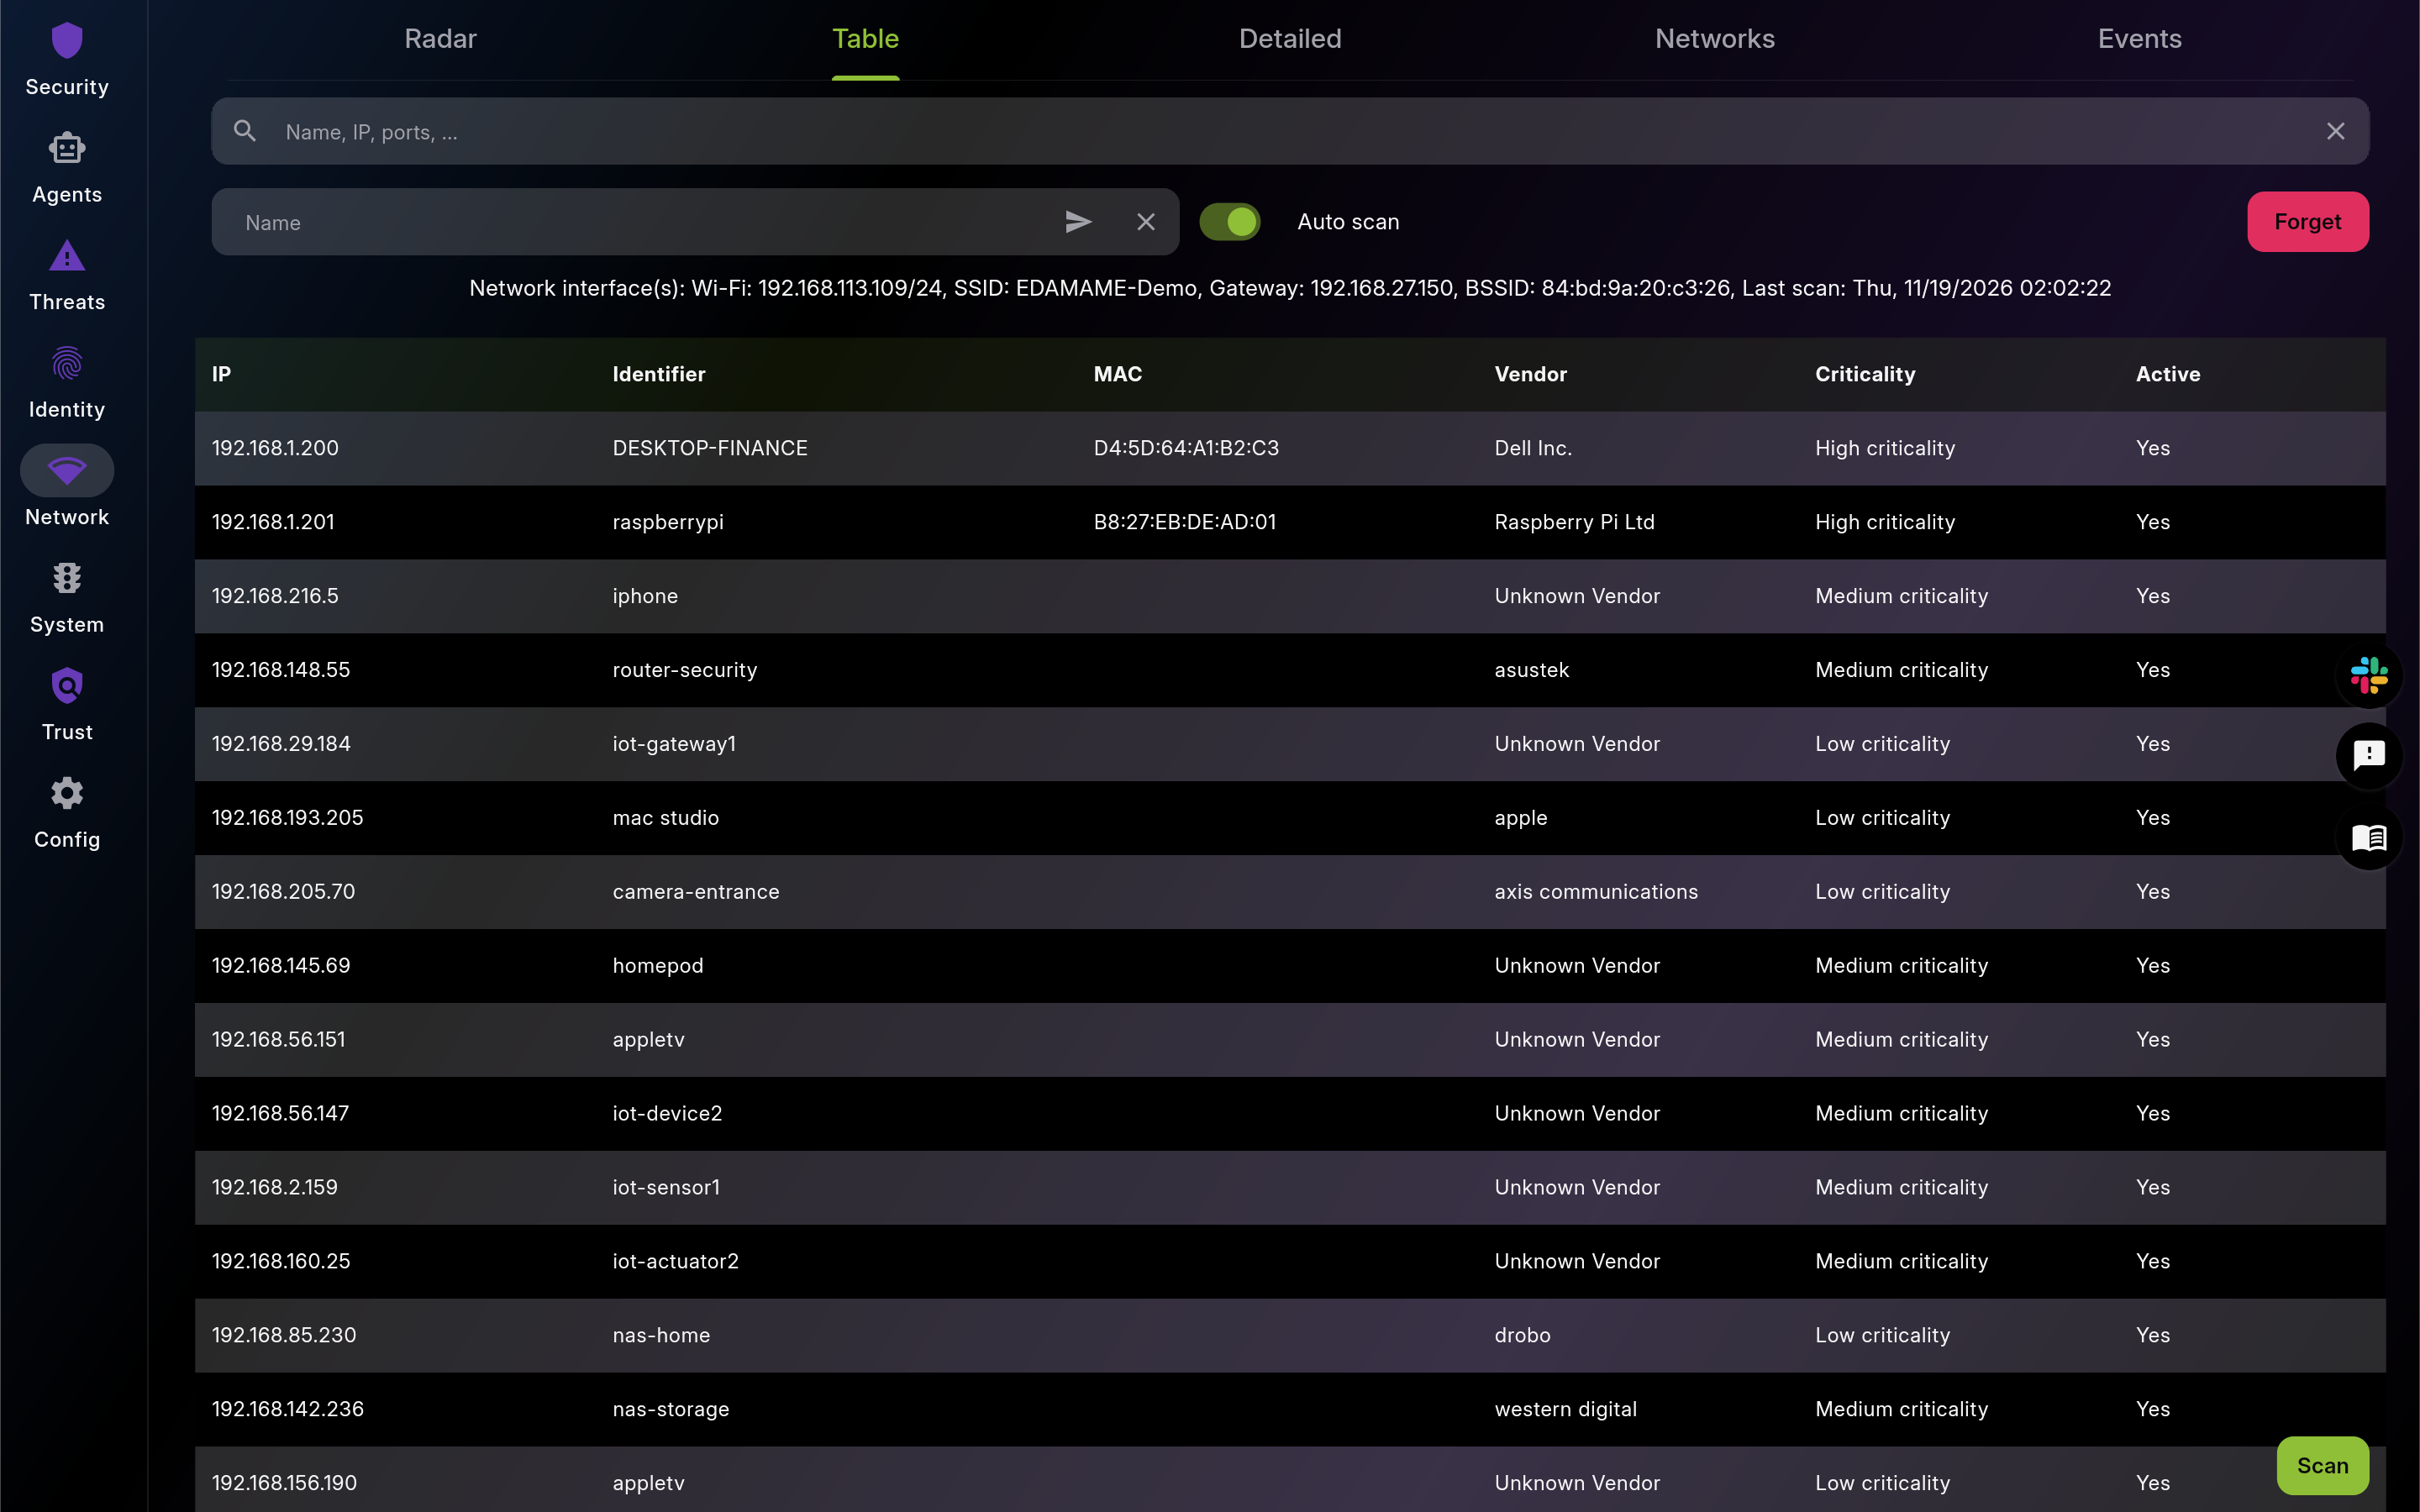 Radar Table Detailed Networks Events
Security
Name, IP, ports, ...
Agents
Name Auto scan Forget
Threats
Network interface(s): Wi-Fi: 192.168.113.109/24, SSID: EDAMAME-Demo, Gateway: 192.168.27.150, BSSID: 84:bd:9a:20:c3:26, Last scan: Thu, 11/19/2026 02:02:22
Identity
Network
System
Trust
Config
IP Identifier MAC Vendor Criticality Active
192.168.1.200 DESKTOP-FINANCE D4:5D:64:A1:B2:C3 Dell Inc. High criticality Yes
192.168.1.201 raspberrypi B8:27:EB:DE:AD:01 Raspberry Pi Ltd High criticality Yes
192.168.216.5 iphone Unknown Vendor Medium criticality Yes
192.168.148.55 router-security asustek Medium criticality Yes
192.168.29.184 iot-gateway1 Unknown Vendor Low criticality Yes
192.168.193.205 mac studio apple Low criticality Yes
192.168.205.70 camera-entrance axis communications Low criticality Yes
192.168.145.69 homepod Unknown Vendor Medium criticality Yes
192.168.56.151 appletv Unknown Vendor Medium criticality Yes
192.168.56.147 iot-device2 Unknown Vendor Medium criticality Yes
192.168.2.159 iot-sensor1 Unknown Vendor Medium criticality Yes
192.168.160.25 iot-actuator2 Unknown Vendor Medium criticality Yes
192.168.85.230 nas-home drobo Low criticality Yes
192.168.142.236 nas-storage western digital Medium criticality Yes
192.168.156.190 appletv Unknown Vendor Low criticality Yes
Scan